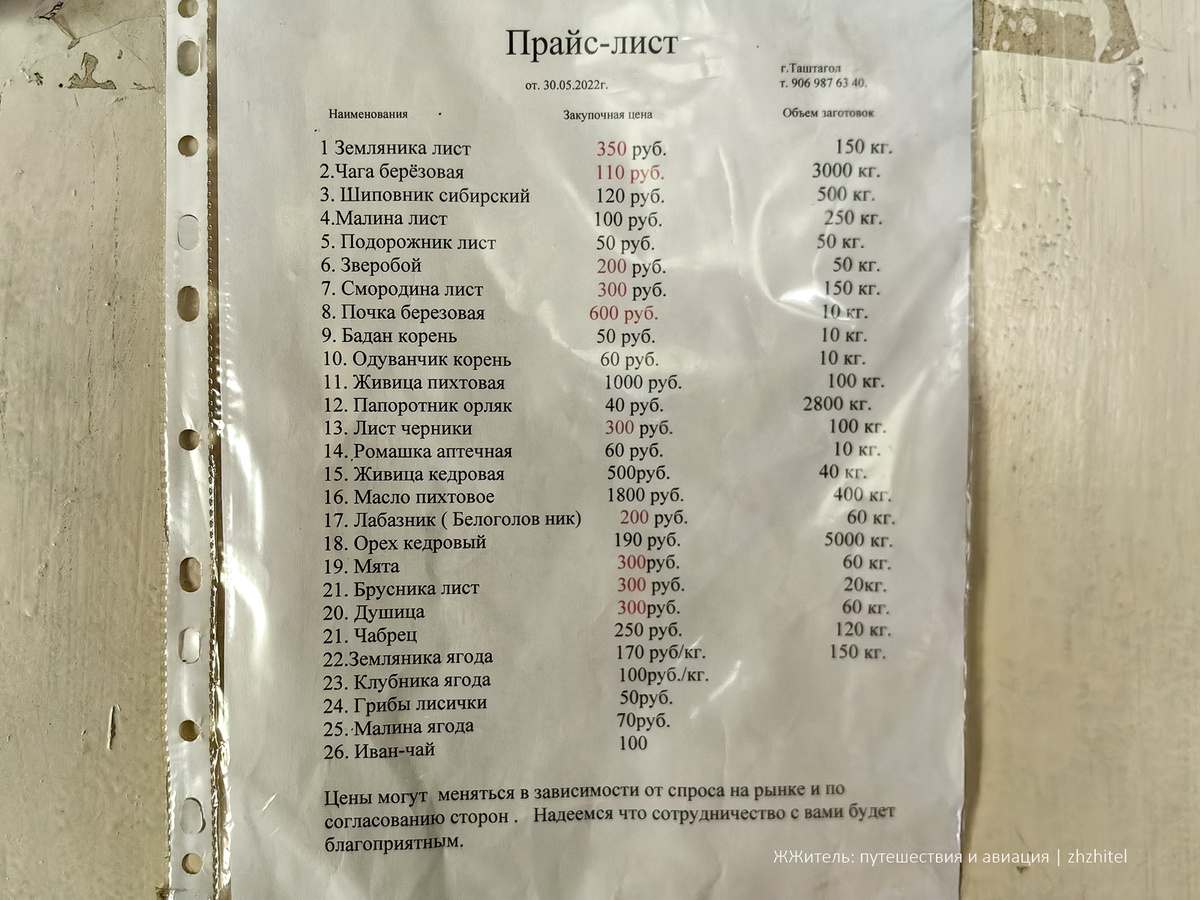 Прайс-лист
от. 30.05.2022г.
г.Таштагол
т. 906 987 63 40.
Наименования Закупочная цена Объем заготовок
1 Земляника лист 350 руб. 150 кг.
2.Чага берёзовая 110 руб. 3000 кг.
3. Шиповник сибирский 120 руб. 500 кг.
4.Малина лист 100 руб. 250 кг.
5. Подорожник лист 50 руб. 50 кг.
6. Зверобой 200 руб. 50 кг.
7. Смородина лист 300 руб. 150 кг.
8. Почка березовая 600 руб. 10 кг.
9. Бадан корень 50 руб. 10 кг.
10. Одуванчик корень 60 руб. 10 кг.
11. Живица пихтовая 1000 руб. 100 кг.
12. Папоротник орляк 40 руб. 2800 кг.
13. Лист черники 300 руб. 100 кг.
14. Ромашка аптечная 60 руб. 10 кг.
15. Живица кедровая 500руб. 40 кг.
16. Масло пихтовое 1800 руб. 400 кг.
17. Лабазник ( Белоголов ник) 200 руб. 60 кг.
18. Орех кедровый 190 руб. 5000 кг.
19. Мята 300руб. 60 кг.
21. Брусника лист 300 руб. 20кг.
20. Душица 300руб. 60 кг.
21. Чабрец 250 руб. 120 кг.
22.Земляника ягода 170 руб/кг. 150 кг.
23. Клубника ягода 100руб./кг.
24. Грибы лисички 50руб.
25. Малина ягода 70руб.
26. Иван-чай 100
Цены могут меняться в зависимости от спроса на рынке и по
согласованию сторон . Надеемся что сотрудничество с вами будет
благоприятным.
ЖЖитель: путешествия и авиация | zhzhitel